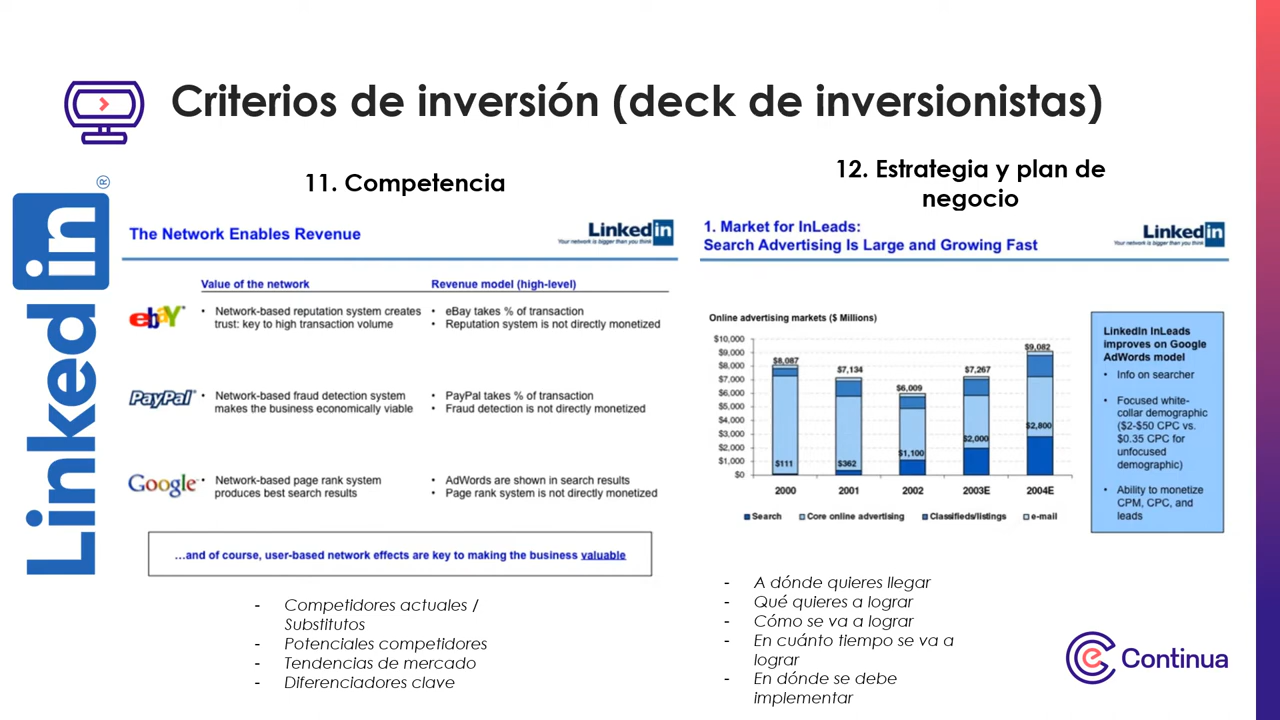 Criterios de inversión (deck de inversionistas)
11. Competencia
LinkedIn®
The Network Enables Revenue
LinkedIn
Your network is bigger than you think
Value of the network
Revenue model (high-level)
ebY
• Network-based reputation system creates
trust: key to high transaction volume
• eBay takes % of transaction
• Reputation system is not directly monetized
PayPal
• Network-based fraud detection system
makes the business economically viable
• PayPal takes % of transaction
• Fraud detection is not directly monetized
Google
• Network-based page rank system
produces best search results
• AdWords are shown in search results
• Page rank system is not directly monetized
...and of course, user-based network effects are key to making the business valuable
- Competidores actuales /
Substitutos
- Potenciales competidores
- Tendencias de mercado
- Diferenciadores clave
12. Estrategia y plan de
negocio
1. Market for InLeads:
Search Advertising Is Large and Growing Fast
LinkedIn
Your network is bigger than you think
Online advertising markets ($ Millions)
$10,000
$9,000
$8,000
$7,000
$6,000
$5,000
$4,000
$3,000
$2,000
$1,000
$0
$8,087
$7,134
$6,009
$7,267
$9,082
$111
$362
$1,100
$2,000
$2,800
2000 2001 2002 2003E 2004E
Search Core online advertising Classifieds/listings e-mail
LinkedIn InLeads
improves on Google
AdWords model
• Info on searcher
• Focused white-
collar demographic
($2-$50 CPC vs.
$0.35 CPC for
unfocused
demographic)
• Ability to monetize
CPM, CPC, and
leads
- A dónde quieres llegar
- Qué quieres a lograr
- Cómo se va a lograr
- En cuánto tiempo se va a
lograr
- En dónde se debe
implementar
Continua